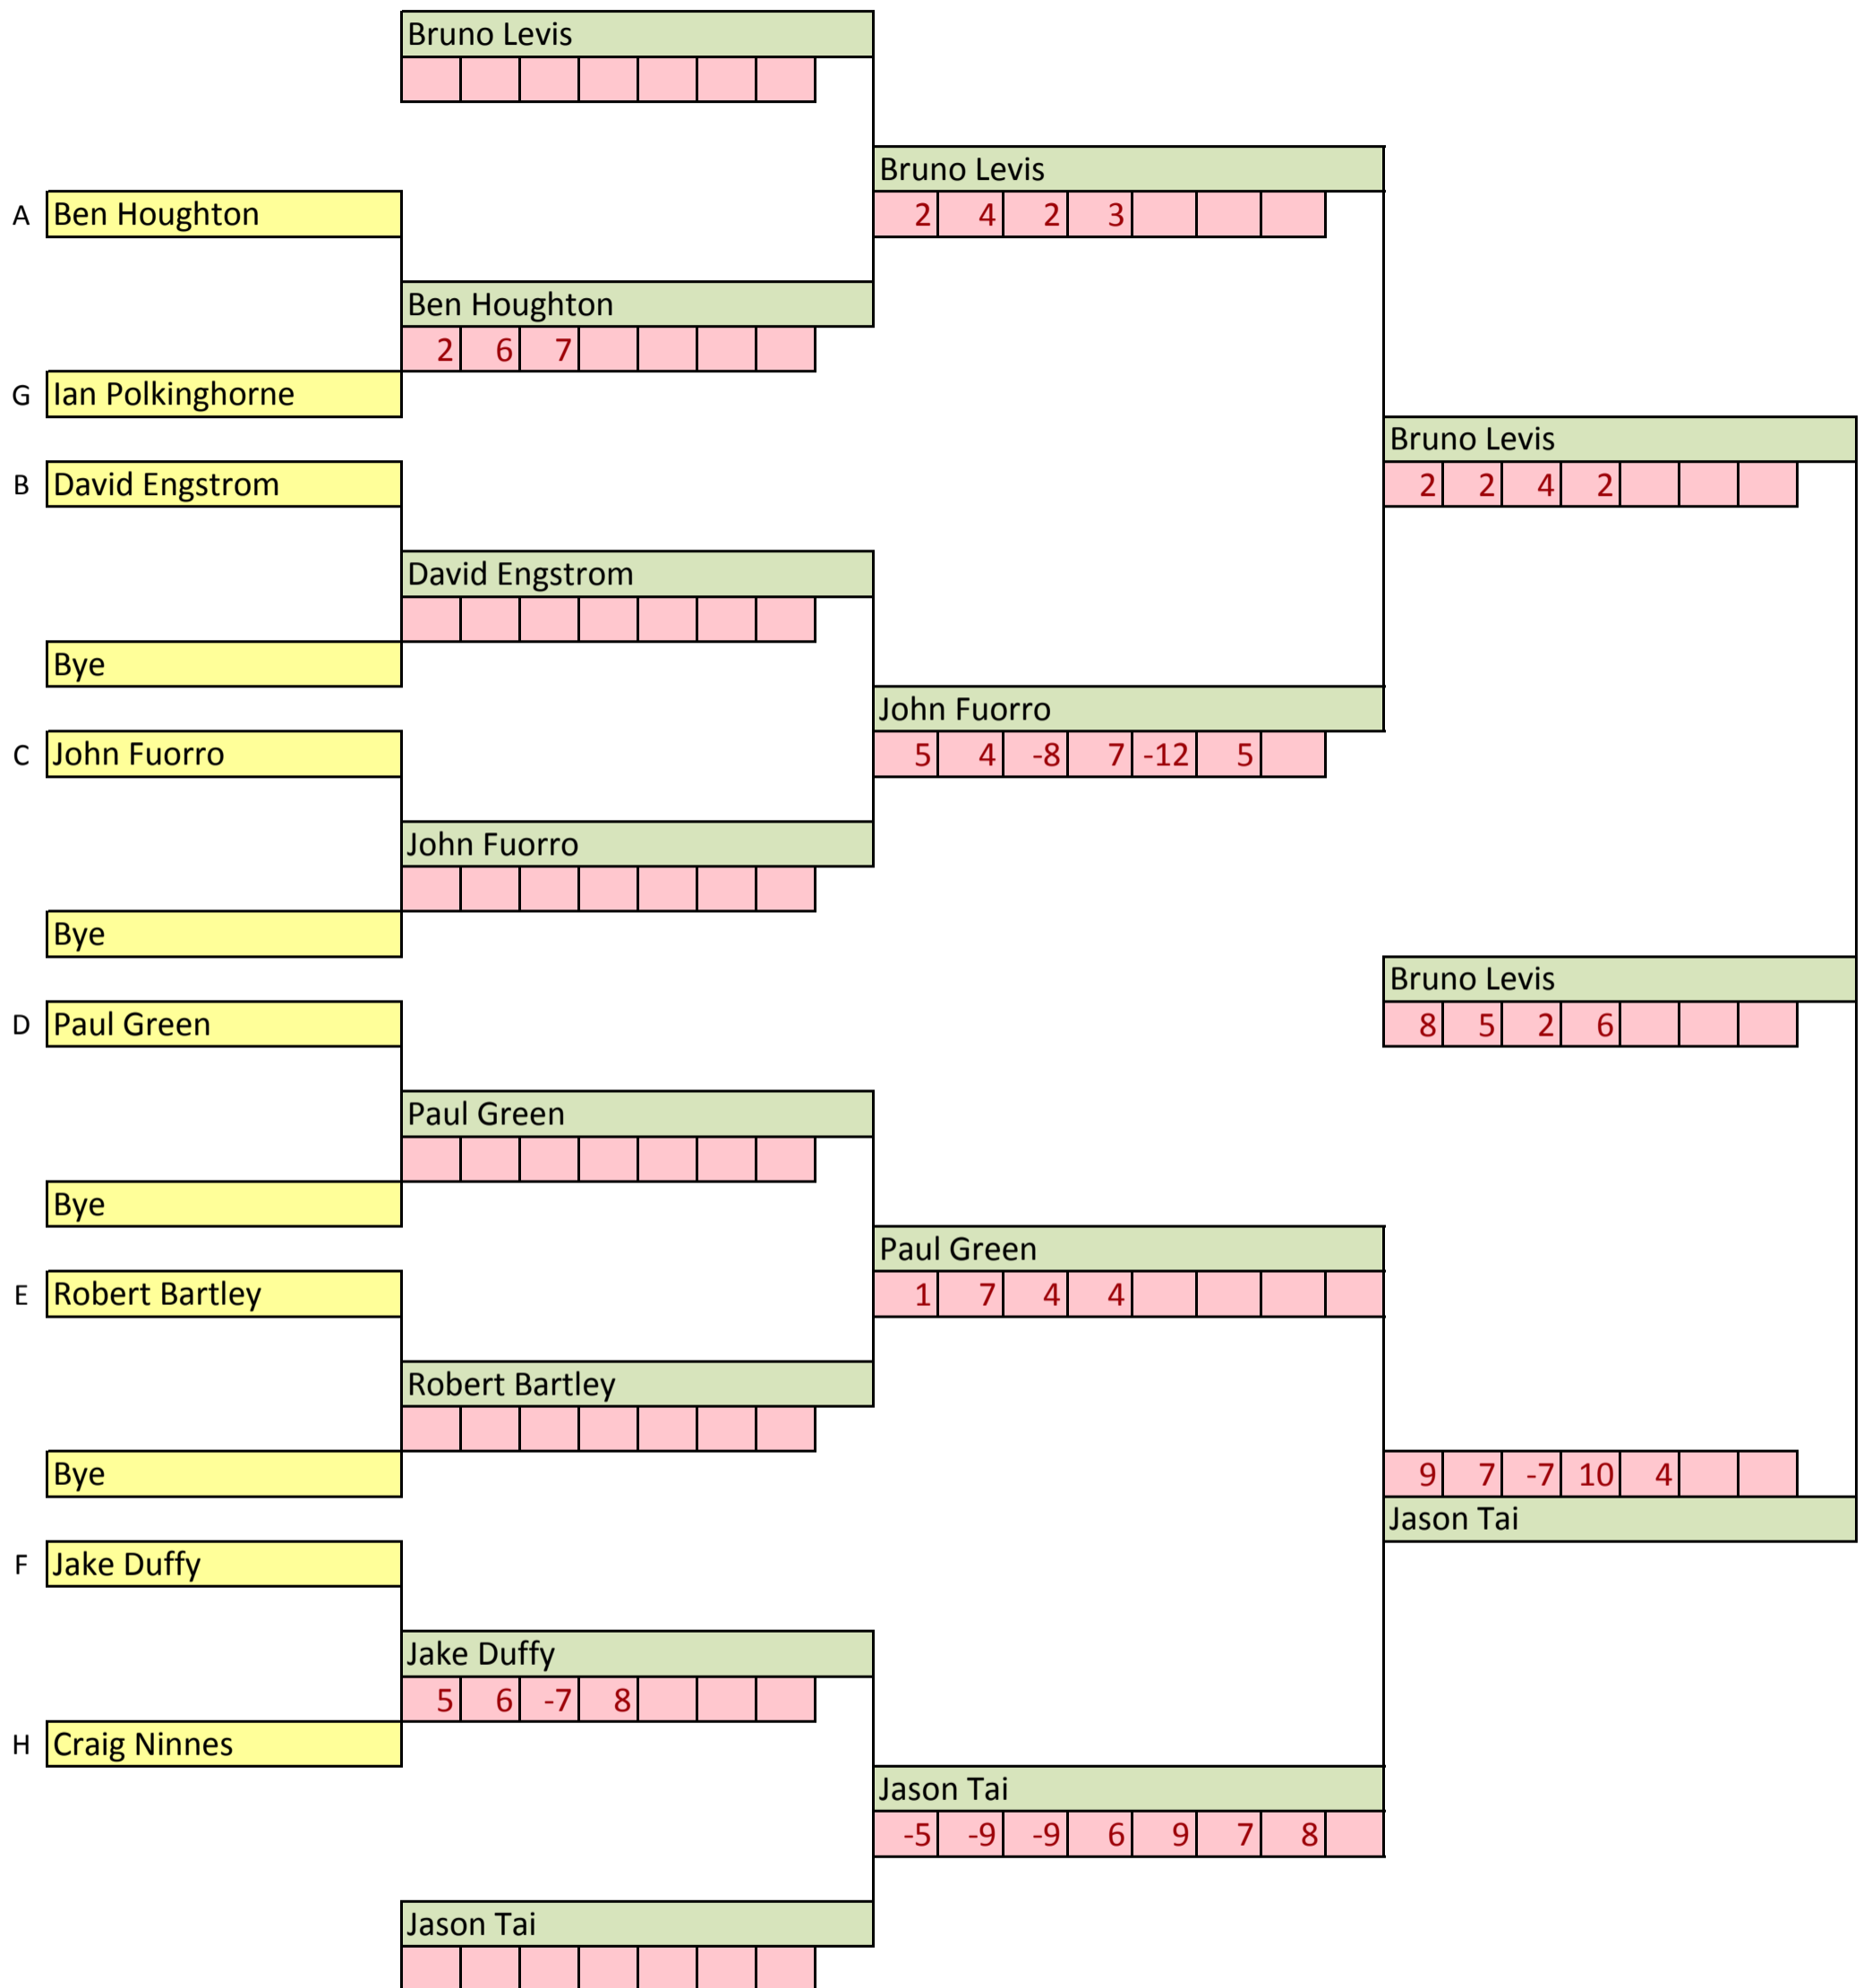 Bruno Levis
Bruno Levis
A Ben Houghton
2 4 2 3
Ben Houghton
2 6 7
G Ian Polkinghorne
Bruno Levis
B David Engstrom
2 2 4 2
David Engstrom
Bye
John Fuorro
C John Fuorro
5 4 -8 7 -12 5
John Fuorro
Bye
Bruno Levis
D Paul Green
8 5 2 6
Paul Green
Bye
Paul Green
E Robert Bartley
1 7 4 4
Robert Bartley
Bye
9 7 -7 10 4
Jason Tai
F Jake Duffy
Jake Duffy
5 6 -7 8
H Craig Ninnes
Jason Tai
-5 -9 -9 6 9 7 8
Jason Tai